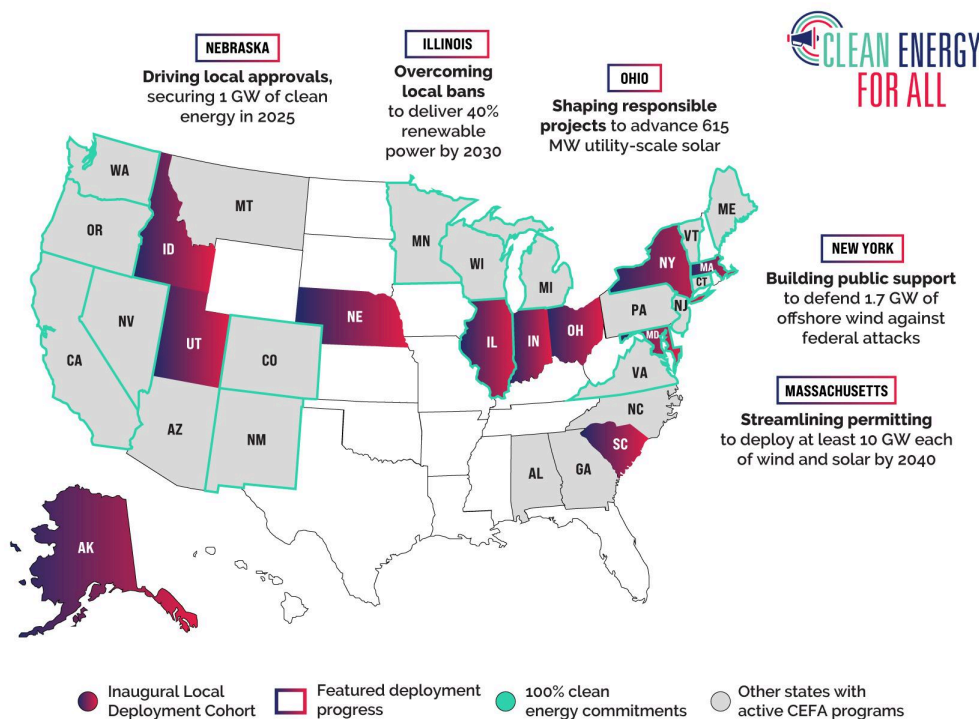 CLEAN ENERGY
FOR ALL
NEBRASKA
Driving local approvals,
securing 1 GW of clean
energy in 2025
ILLINOIS
Overcoming
local bans
to deliver 40%
renewable
power by 2030
OHIO
Shaping responsible
projects to advance 615
MW utility-scale solar
NEW YORK
Building public support
to defend 1.7 GW of
offshore wind against
federal attacks
MASSACHUSETTS
Streamlining permitting
to deploy at least 10 GW each
of wind and solar by 2040
WA
OR
CA
NV
ID
MT
UT
AZ
CO
NM
NE
MN
WI
MI
IL
IN
OH
PA
NY
VT
ME
MA
CT
NJ
MD
VA
NC
SC
GA
AL
AK
Inaugural Local
Deployment Cohort
Featured deployment
progress
100% clean
energy commitments
Other states with
active CEFA programs